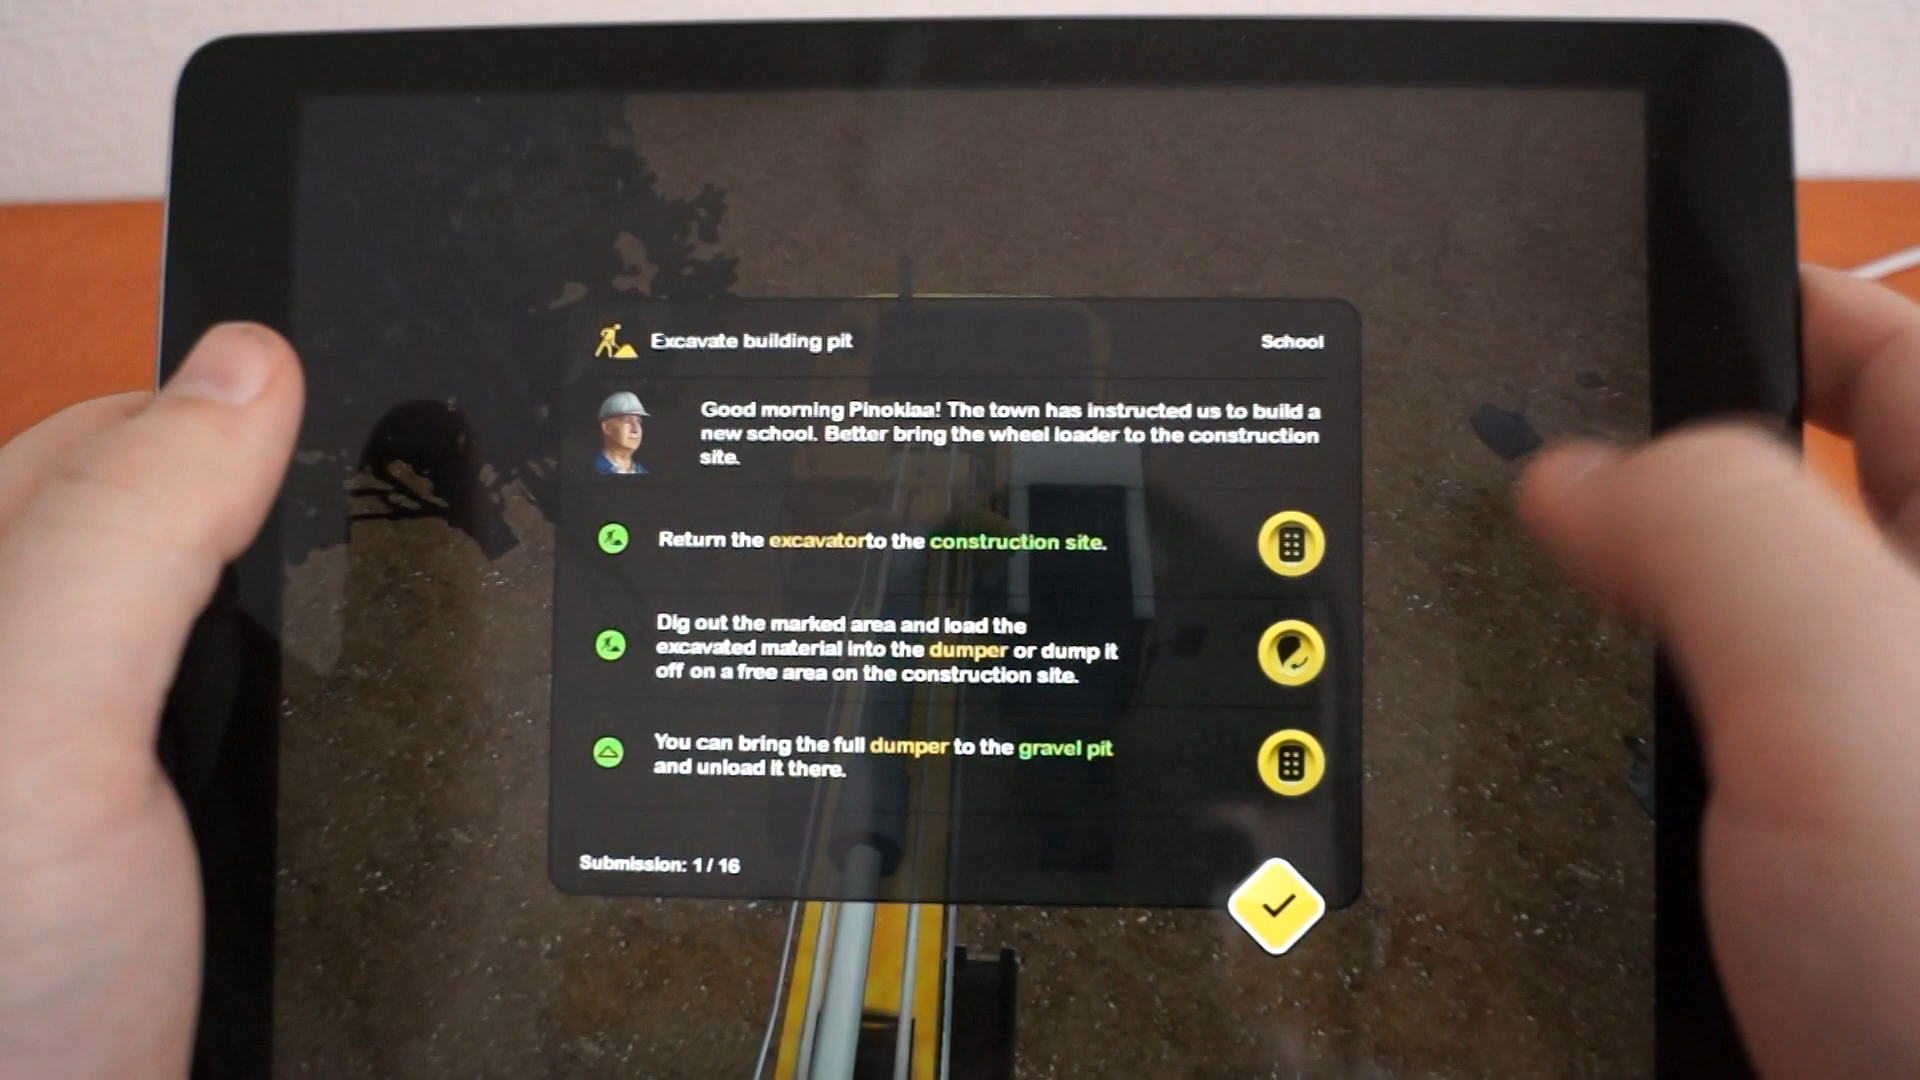 Excavate building pit
School
Good morning Pinokiaa! The town has instructed us to build a
new school. Better bring the wheel loader to the construction
site.
Return the excavatorto the construction site.
Dig out the marked area and load the
excavated material into the dumper or dump it
off on a free area on the construction site.
You can bring the full dumper to the gravel pit
and unload it there.
Submission: 1 / 16